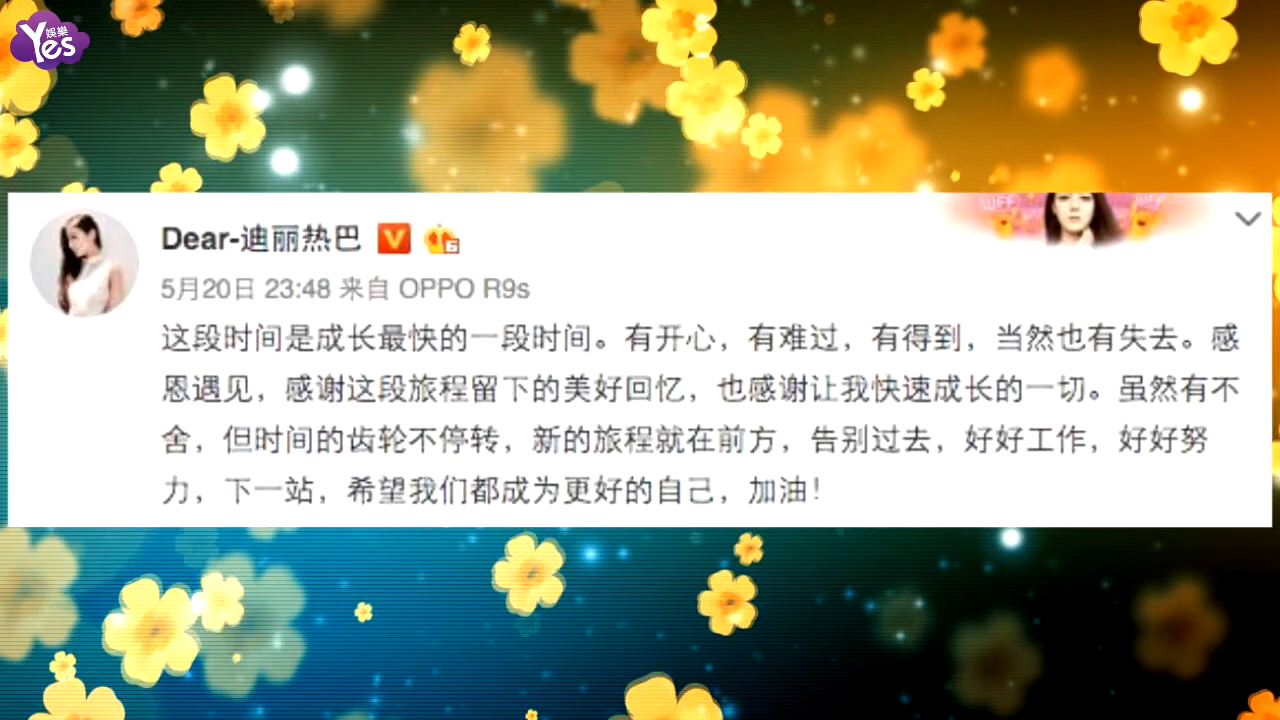 Yes娛樂
Dear-迪丽热巴
5月20日 23:48 来自 OPPO R9s
这段时间是成长最快的一段时间。有开心，有难过，有得到，当然也有失去。感
恩遇见，感谢这段旅程留下的美好回忆，也感谢让我快速成长的一切。虽然有不
舍，但时间的齿轮不停转，新的旅程就在前方，告别过去，好好工作，好好努
力，下一站，希望我们都成为更好的自己，加油！